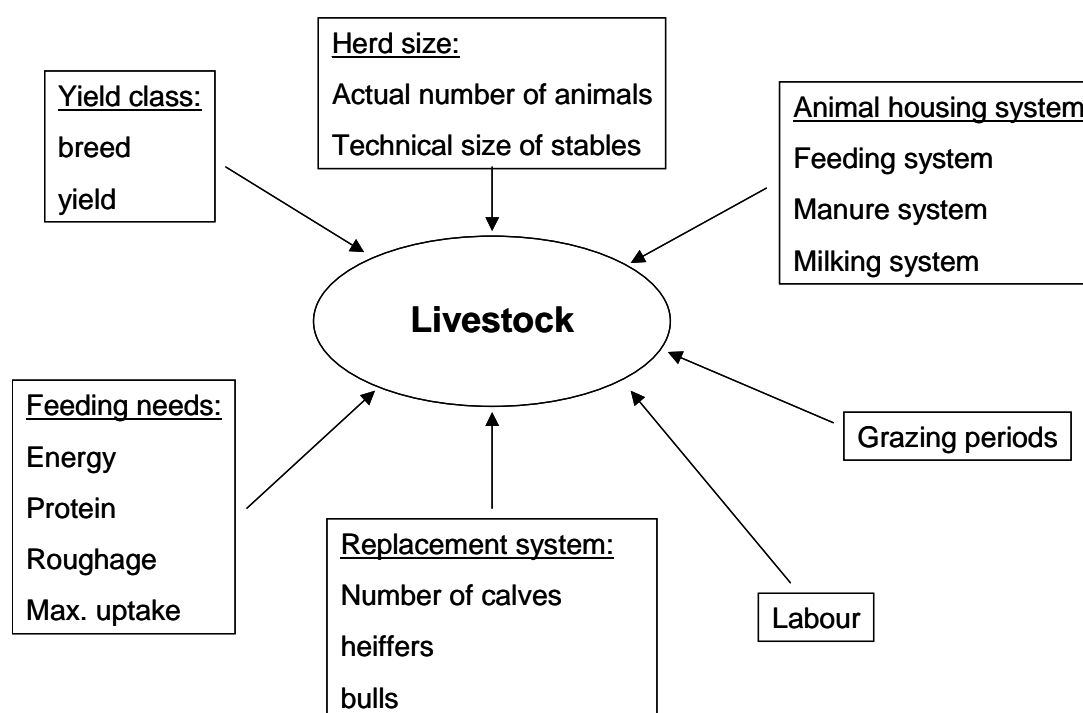 Herd size:
Actual number of animals
Technical size of stables
Yield class:
breed
yield
Animal housing system
Feeding system
Manure system
Milking system
Livestock
Feeding needs:
Energy
Protein
Roughage
Max. uptake
Grazing periods
Replacement system:
Number of calves
heiffers
bulls
Labour